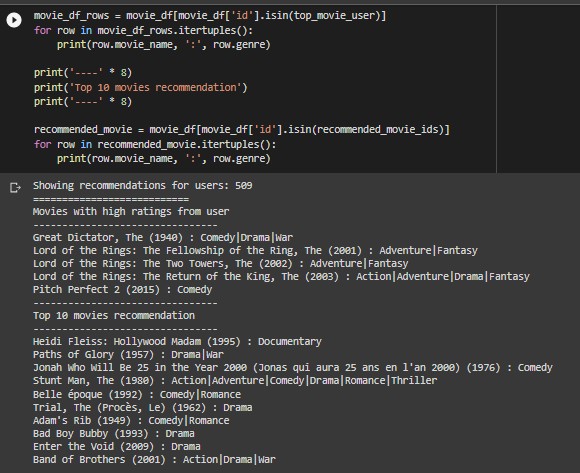 movie_df_rows = movie_df[movie_df['id'].isin(top_movie_user)]
for row in movie_df_rows.itertuples():
    print(row.movie_name, ':', row.genre)
print('----' * 8)
print('Top 10 movies recommendation')
print('----' * 8)
recommended_movie = movie_df[movie_df['id'].isin(recommended_movie_ids)]
for row in recommended_movie.itertuples():
    print(row.movie_name, ':', row.genre)
Showing recommendations for users: 509
===========================
Movies with high ratings from user
--------------------------------
Great Dictator, The (1940) : Comedy|Drama|War
Lord of the Rings: The Fellowship of the Ring, The (2001) : Adventure|Fantasy
Lord of the Rings: The Two Towers, The (2002) : Adventure|Fantasy
Lord of the Rings: The Return of the King, The (2003) : Action|Adventure|Drama|Fantasy
Pitch Perfect 2 (2015) : Comedy
--------------------------------
Top 10 movies recommendation
--------------------------------
Heidi Fleiss: Hollywood Madam (1995) : Documentary
Paths of Glory (1957) : Drama|War
Jonah Who Will Be 25 in the Year 2000 (Jonas qui aura 25 ans en l'an 2000) (1976) : Comedy
Stunt Man, The (1980) : Action|Adventure|Comedy|Drama|Romance|Thriller
Belle époque (1992) : Comedy|Romance
Trial, The (Procès, Le) (1962) : Drama
Adam's Rib (1949) : Comedy|Romance
Bad Boy Bubby (1993) : Drama
Enter the Void (2009) : Drama
Band of Brothers (2001) : Action|Drama|War